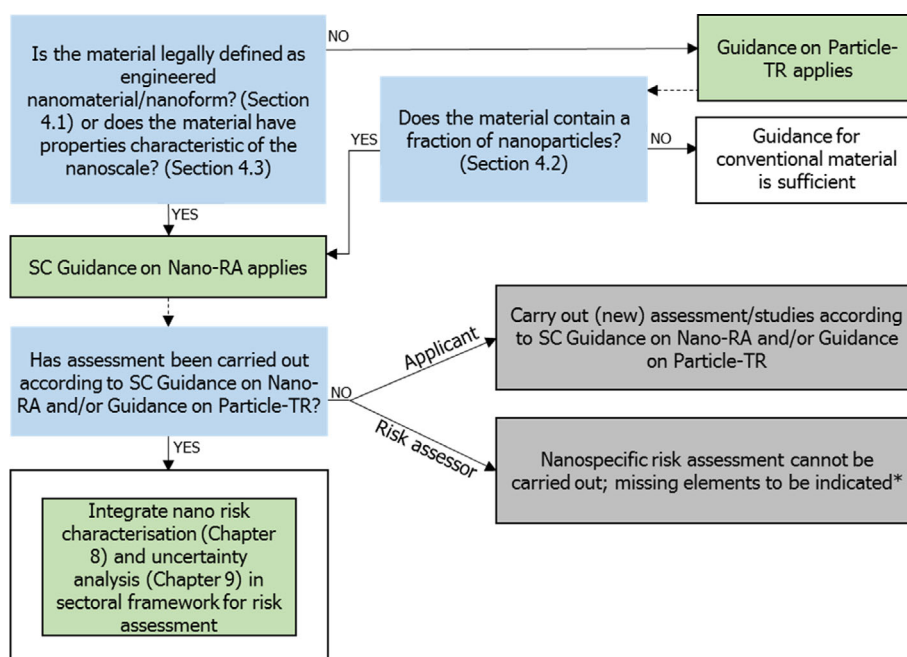 Is the material legally defined as
engineered
nanomaterial/nanoform? (Section
4.1) or does the material have
properties characteristic of the
nanoscale? (Section 4.3)
NO
Guidance on Particle-
TR applies
Does the material contain a
fraction of nanoparticles?
(Section 4.2)
YES
NO
Guidance for
conventional material
is sufficient
YES
SC Guidance on Nano-RA applies
Has assessment been carried out
according to SC Guidance on Nano-
RA and/or Guidance on Particle-TR?
NO
Applicant
Carry out (new) assessment/studies according
to SC Guidance on Nano-RA and/or Guidance
on Particle-TR
Risk assessor
Nanospecific risk assessment cannot be
carried out; missing elements to be indicated*
YES
Integrate nano risk
characterisation (Chapter
8) and uncertainty
analysis (Chapter 9) in
sectoral framework for risk
assessment